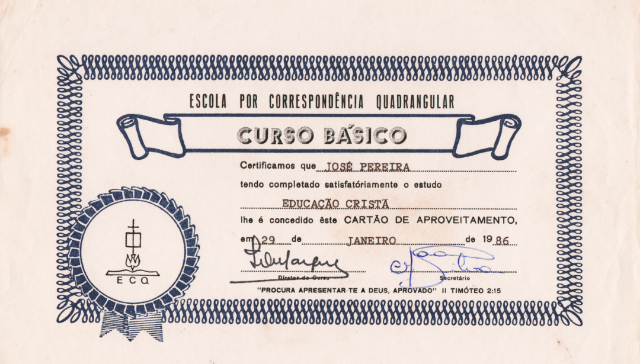 ESCOLA POR CORRESPONDÊNCIA QUADRANGULAR
CURSO BÁSICO
Certificamos que JOSÉ PEREIRA
tendo completado satisfatóriamente o estudo
EDUCAÇÃO CRISTÃ
lhe é concedido êste CARTÃO DE APROVEITAMENTO,
em 29 de JANEIRO de 1986
Diretor do Curso Secretário
"PROCURA APRESENTAR-TE A DEUS, APROVADO" II TIMÓTEO 2:15
E C Q